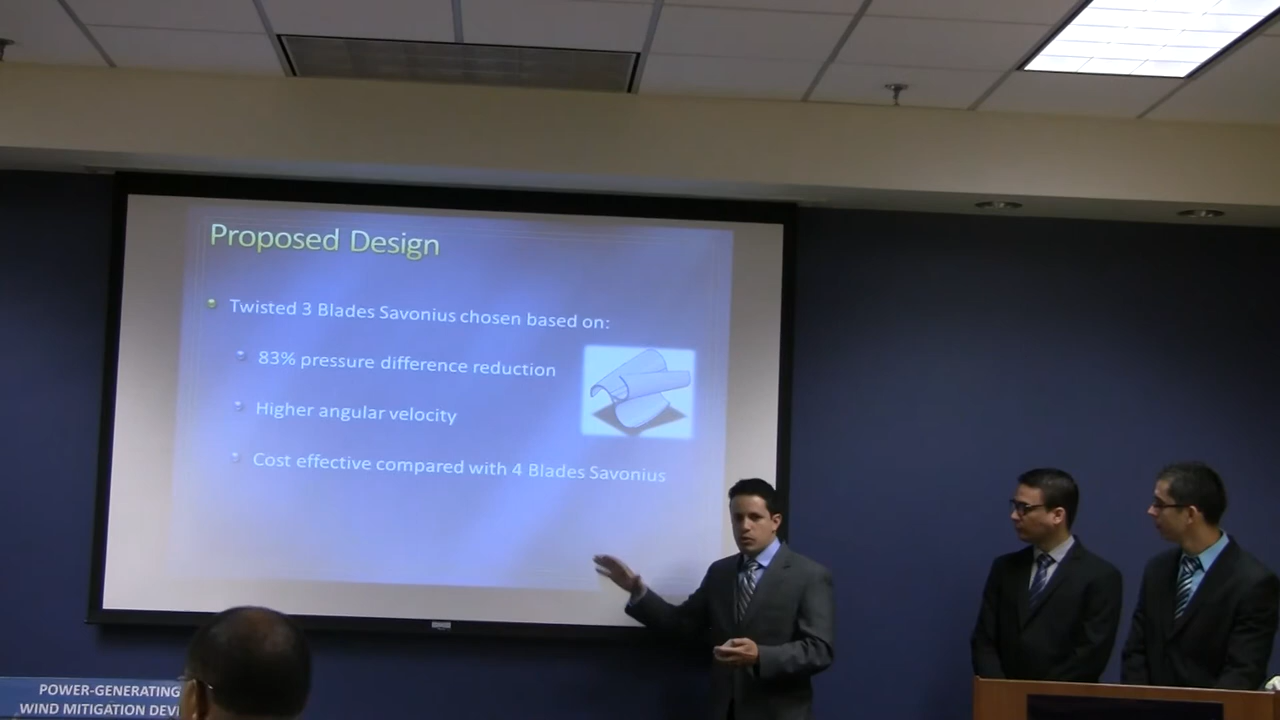 Proposed Design
Twisted 3 Blades Savonius chosen based on:
83% pressure difference reduction
Higher angular velocity
Cost effective compared with 4 Blades Savonius
POWER-GENERATING
WIND MITIGATION DEVI